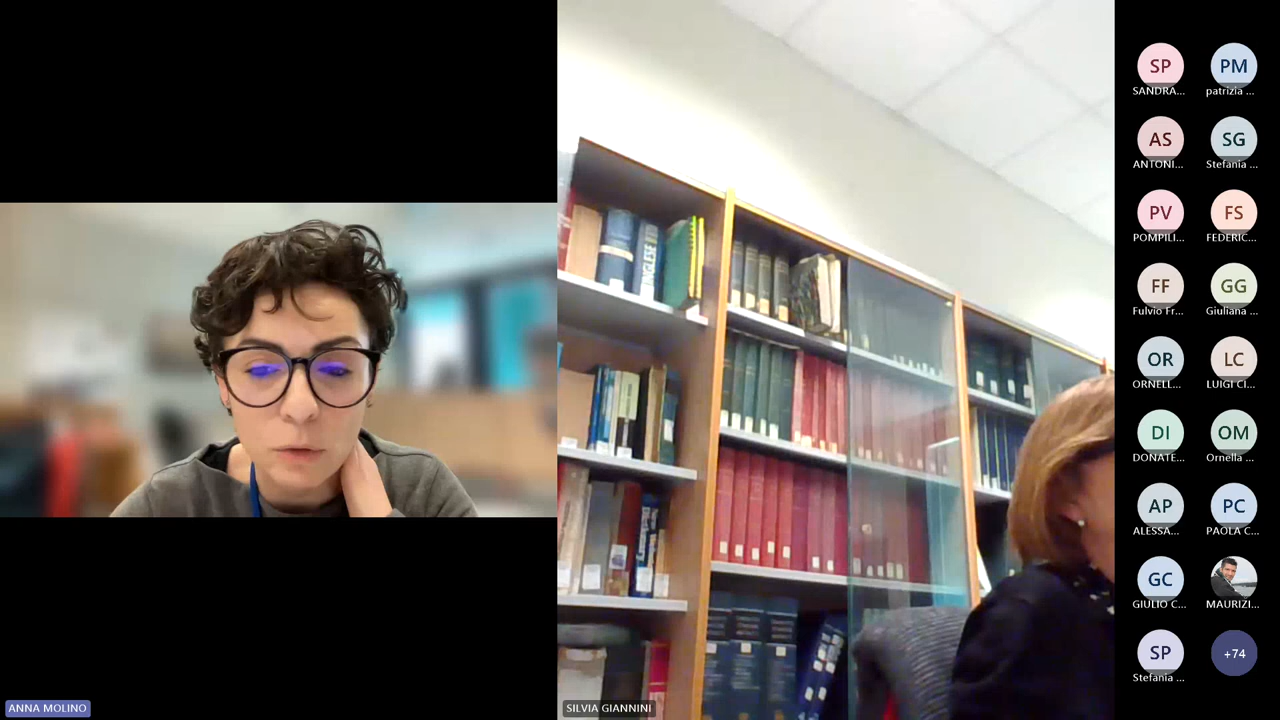 ANNA MOLINO
INGLESE
SILVIA GIANNINI
SP PM
SANDRA... patrizia ...
AS SG
ANTONI... Stefania ...
PV FS
POMPILI... FEDERIC...
FF GG
Fulvio Fr... Giuliana ...
OR LC
ORNELL... LUIGI CI...
DI OM
DONATE... Ornella ...
AP PC
ALESSA... PAOLA C...
GC
GIULIO C... MAURIZI...
SP +74
Stefania ...